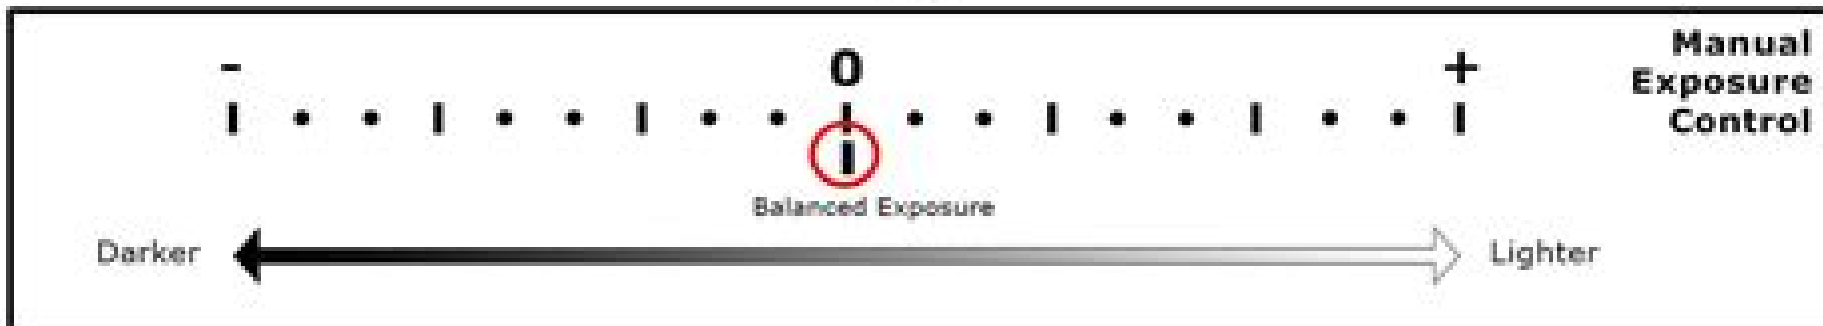 - 0 +
Manual
Exposure
Control
Balanced Exposure
Darker Lighter